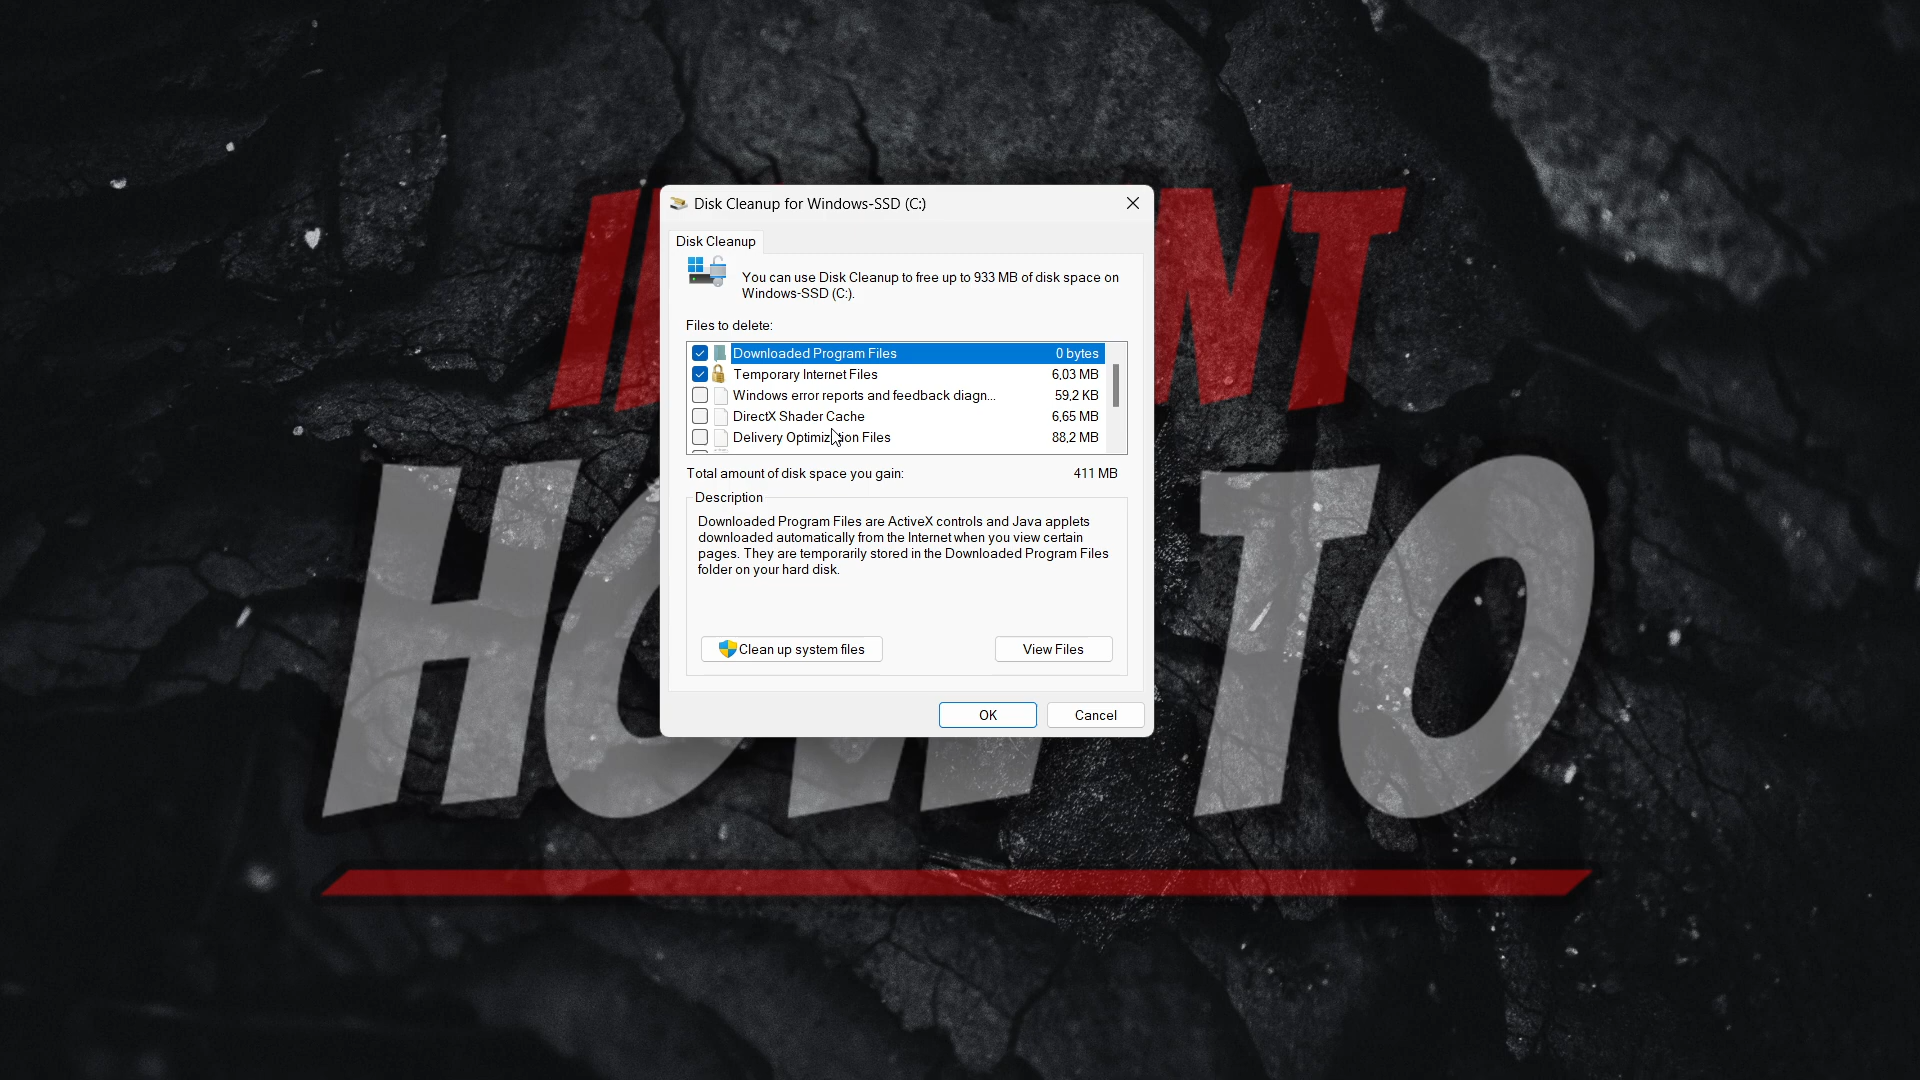 Disk Cleanup for Windows-SSD (C:)
Disk Cleanup
You can use Disk Cleanup to free up to 933 MB of disk space on
Windows-SSD (C:).
Files to delete:
Downloaded Program Files 0 bytes
Temporary Internet Files 6,03 MB
Windows error reports and feedback diagn... 59,2 KB
DirectX Shader Cache 6,65 MB
Delivery Optimization Files 88,2 MB
Total amount of disk space you gain: 411 MB
Description
Downloaded Program Files are ActiveX controls and Java applets
downloaded automatically from the Internet when you view certain
pages. They are temporarily stored in the Downloaded Program Files
folder on your hard disk.
Clean up system files View Files
OK Cancel
HOW TO